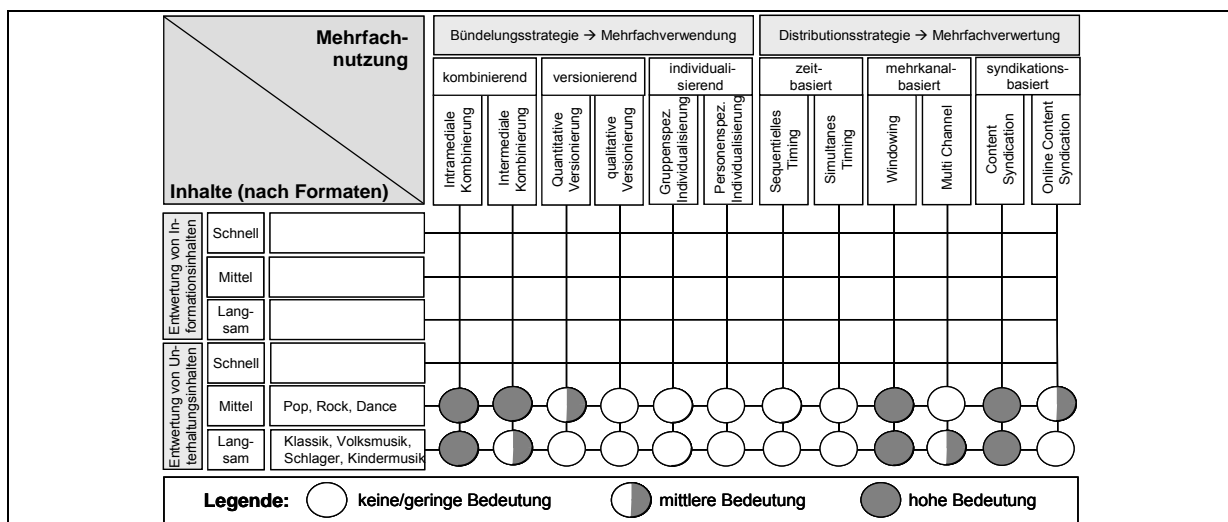 Mehrfach-
nutzung
Inhalte (nach Formaten)
Bündelungsstrategie → Mehrfachverwendung
Distributionsstrategie → Mehrfachverwertung
kombinierend
versionierend
individuali-
sierend
zeit-
basiert
mehrkanal-
basiert
syndikations-
basiert
Intramediale
Kombinierung
Intermediale
Kombinierung
Quantitative
Versionierung
qualitative
Versionierung
Gruppenspez.
Individualisierung
Personenspez.
Individualisierung
Sequentielles
Timing
Simultanes
Timing
Windowing
Multi Channel
Content
Syndication
Online Content
Syndication
Entwertung von In-
formationsinhalten
Schnell
Mittel
Lang-
sam
Entwertung von Un-
terhaltungsinhalten
Schnell
Mittel
Pop, Rock, Dance
Lang-
sam
Klassik, Volksmusik,
Schlager, Kindermusik
Legende: keine/geringe Bedeutung mittlere Bedeutung hohe Bedeutung